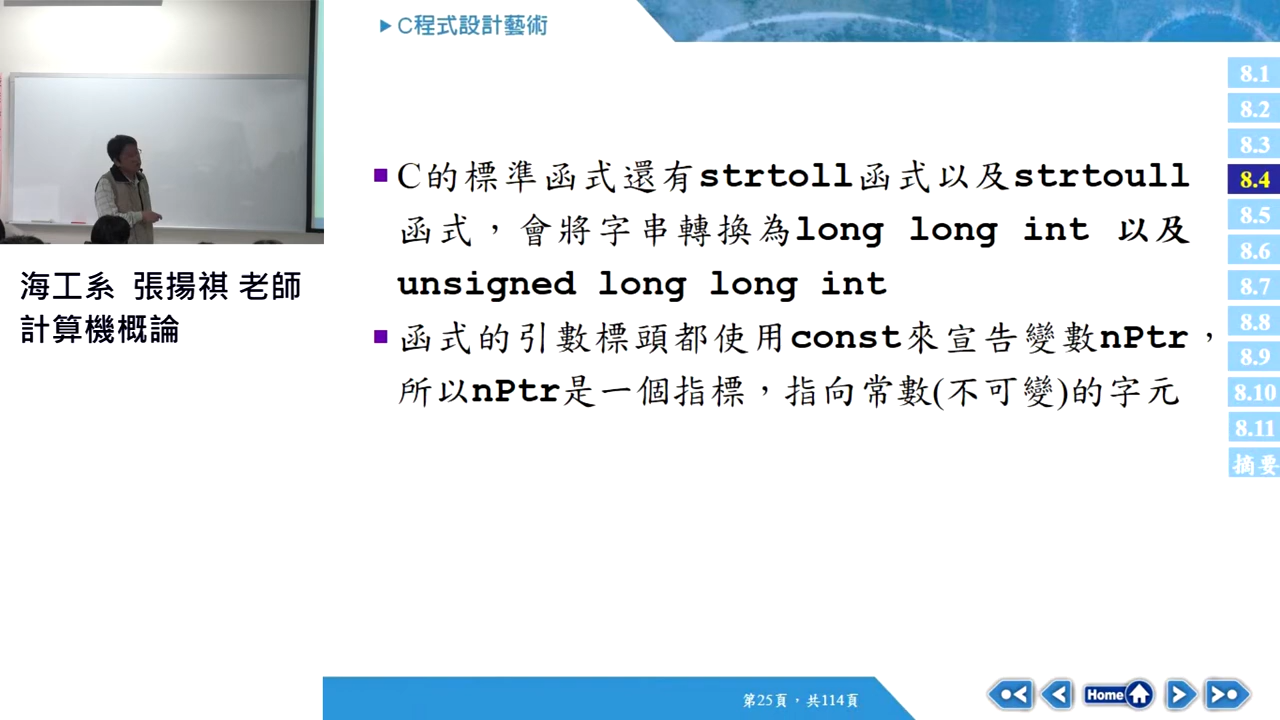 C程式設計藝術
C的標準函式還有strtoll函式以及strtoull
函式，會將字串轉換為long long int 以及
unsigned long long int
函式的引數標頭都使用const來宣告變數nPtr，
所以nPtr是一個指標，指向常數(不可變)的字元
海工系 張揚祺 老師
計算機概論
8.1
8.2
8.3
8.4
8.5
8.6
8.7
8.8
8.9
8.10
8.11
摘要
第25頁，共114頁
Home